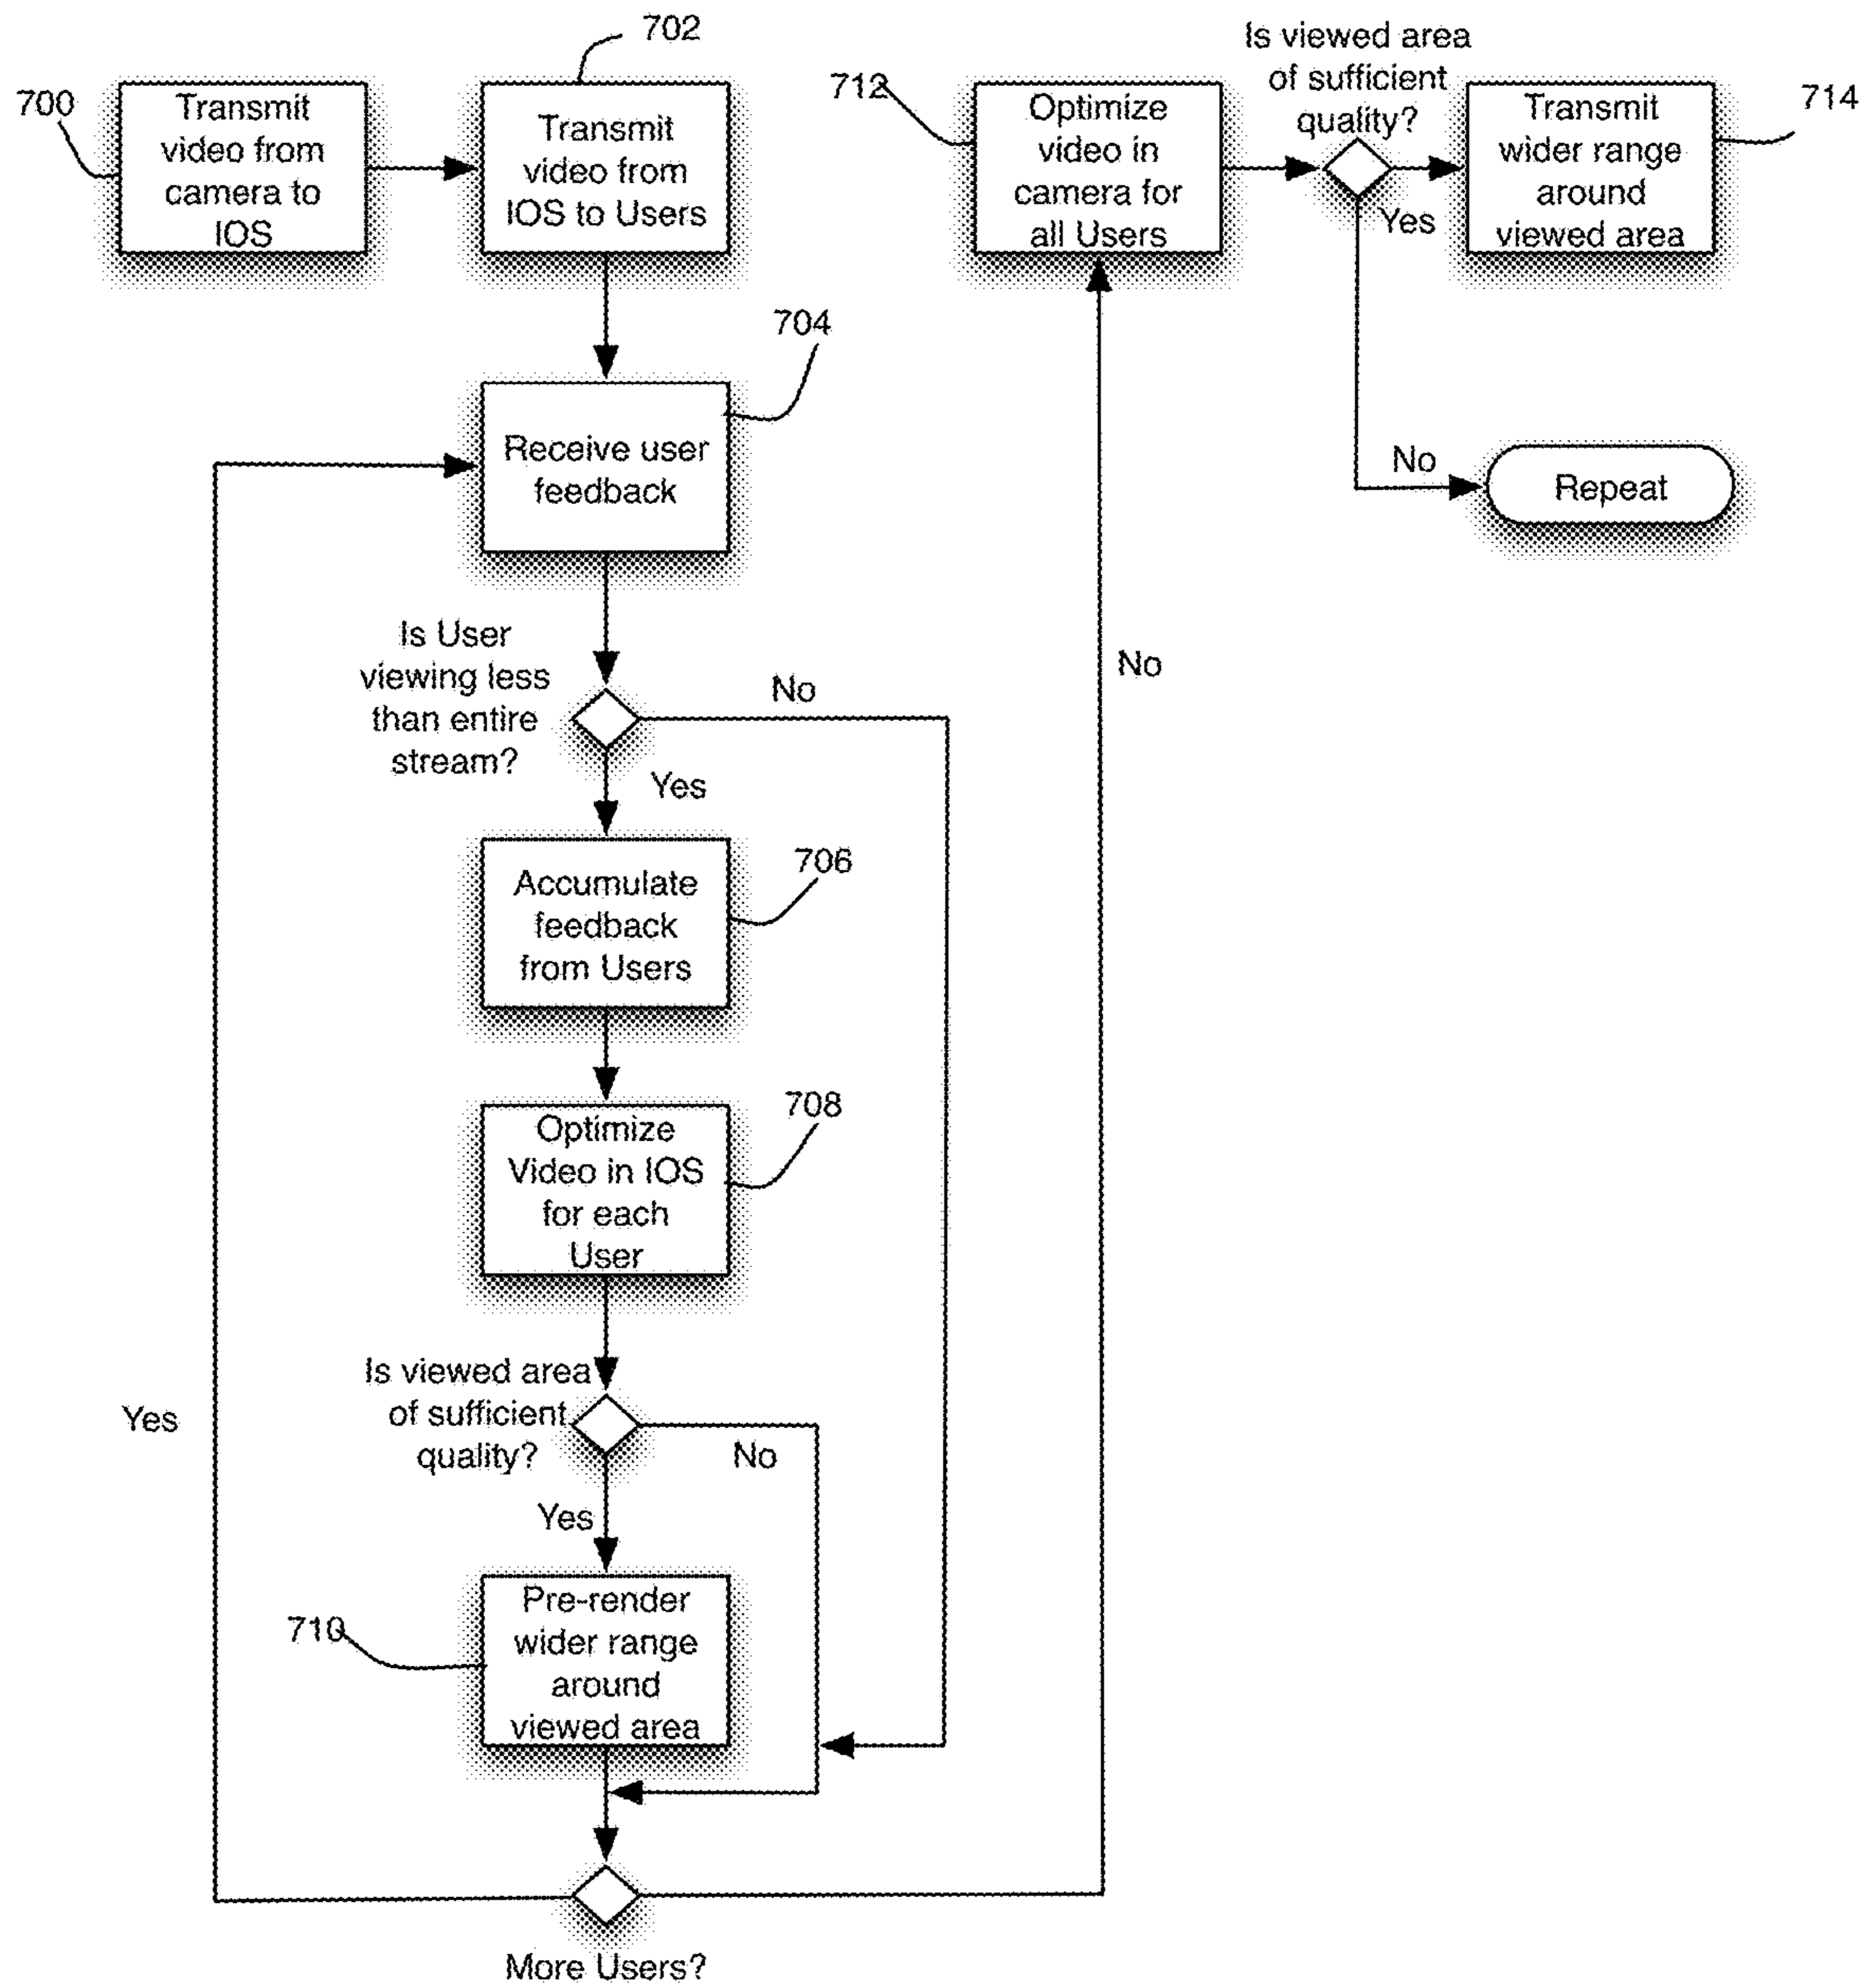 700
Transmit
video from
camera to
IOS
702
Transmit
video from
IOS to Users
704
Receive user
feedback
Is User
viewing less
than entire
stream?
No
Yes
706
Accumulate
feedback
from Users
708
Optimize
Video in IOS
for each
User
Is viewed area
of sufficient
quality?
No
Yes
710
Pre-render
wider range
around
viewed area
Yes
More Users?
No
712
Optimize
video in
camera for
all Users
Is viewed area
of sufficient
quality?
Yes
714
Transmit
wider range
around
viewed area
No
Repeat